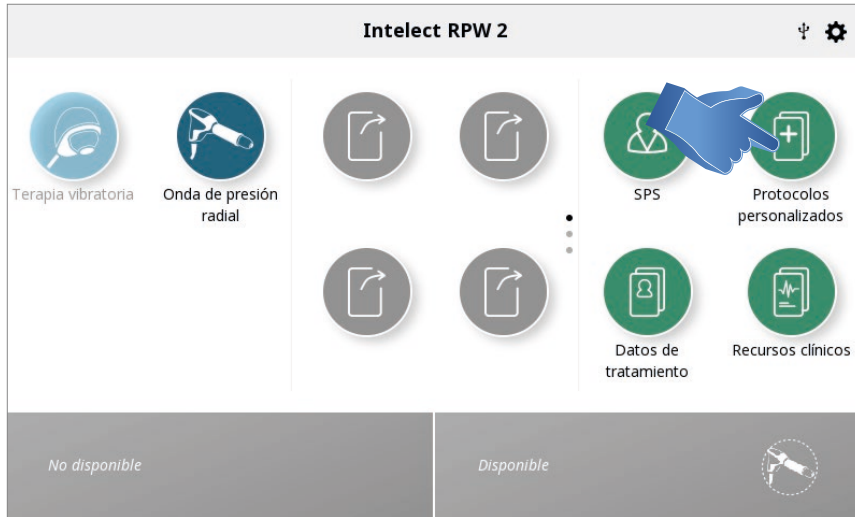 Intelect RPW 2
Terapia vibratoria
Onda de presión
radial
SPS
Protocolos
personalizados
Datos de
tratamiento
Recursos clínicos
No disponible
Disponible